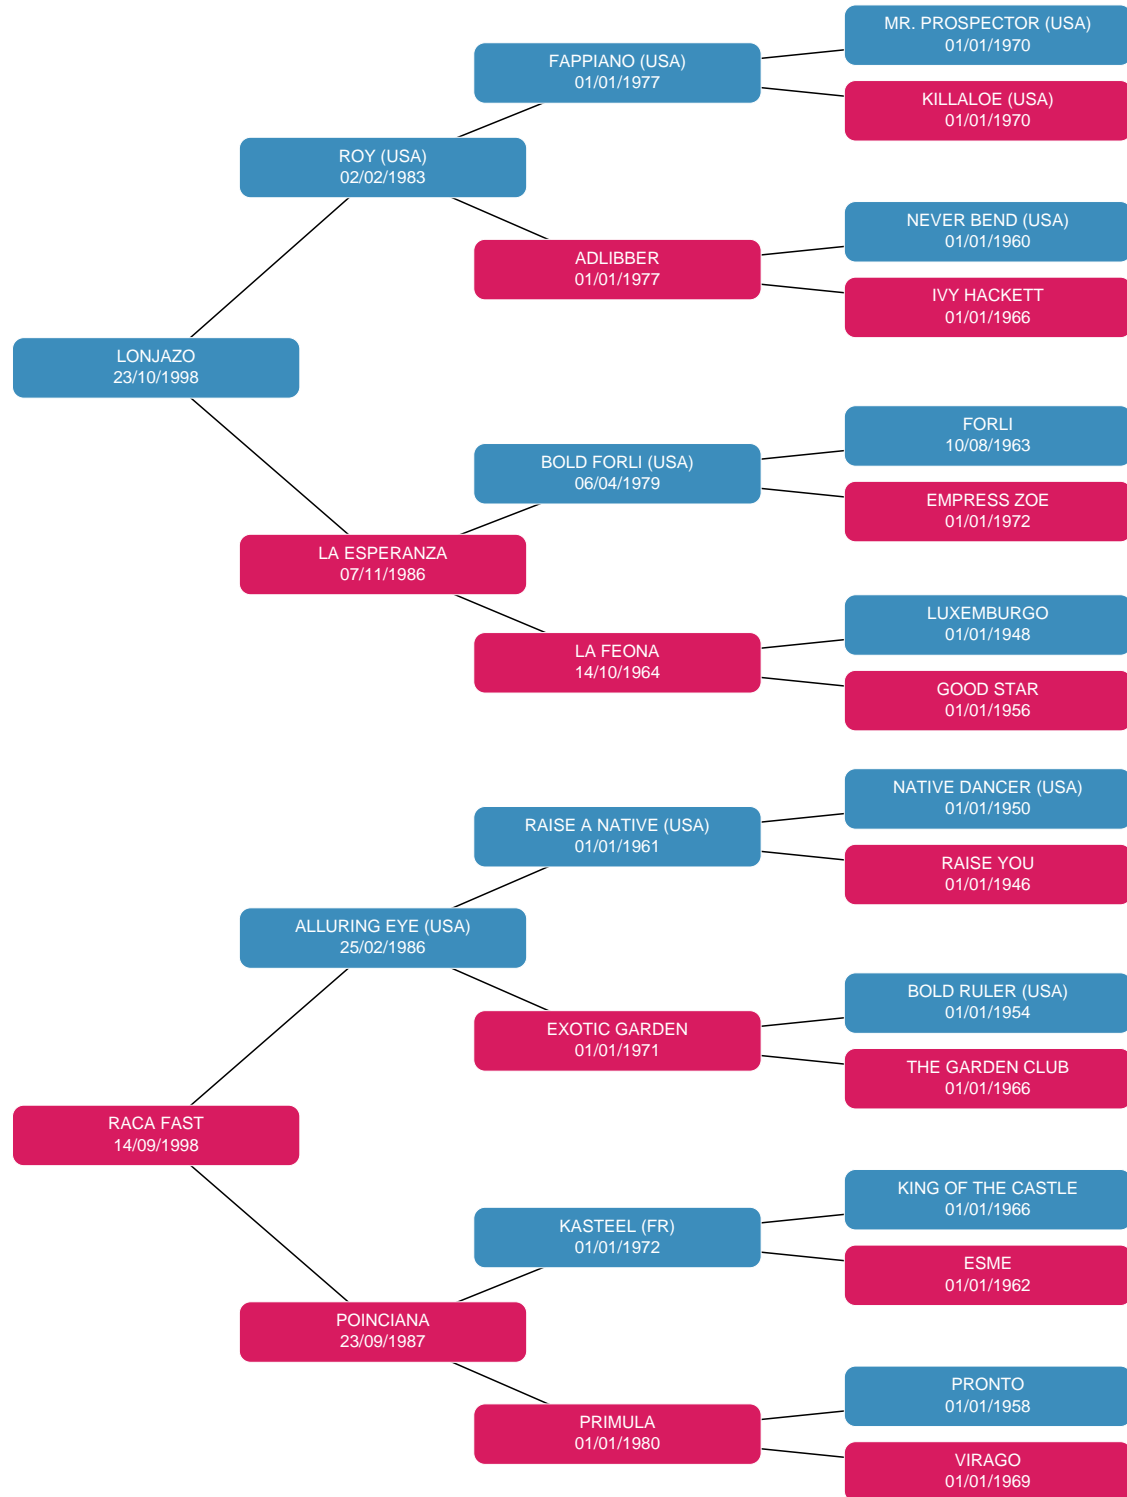 MR. PROSPECTOR (USA)
01/01/1970
FAPPIANO (USA)
01/01/1977
KILLALOE (USA)
01/01/1970
ROY (USA)
02/02/1983
NEVER BEND (USA)
01/01/1960
ADLIBBER
01/01/1977
IVY HACKETT
01/01/1966
LONJAZO
23/10/1998
FORLI
10/08/1963
BOLD FORLI (USA)
06/04/1979
EMPRESS ZOE
01/01/1972
LA ESPERANZA
07/11/1986
LUXEMBURGO
01/01/1948
LA FEONA
14/10/1964
GOOD STAR
01/01/1956
NATIVE DANCER (USA)
01/01/1950
RAISE A NATIVE (USA)
01/01/1961
RAISE YOU
01/01/1946
ALLURING EYE (USA)
25/02/1986
BOLD RULER (USA)
01/01/1954
EXOTIC GARDEN
01/01/1971
THE GARDEN CLUB
01/01/1966
RACA FAST
14/09/1998
KING OF THE CASTLE
01/01/1966
KASTEEL (FR)
01/01/1972
ESME
01/01/1962
POINCIANA
23/09/1987
PRONTO
01/01/1958
PRIMULA
01/01/1980
VIRAGO
01/01/1969